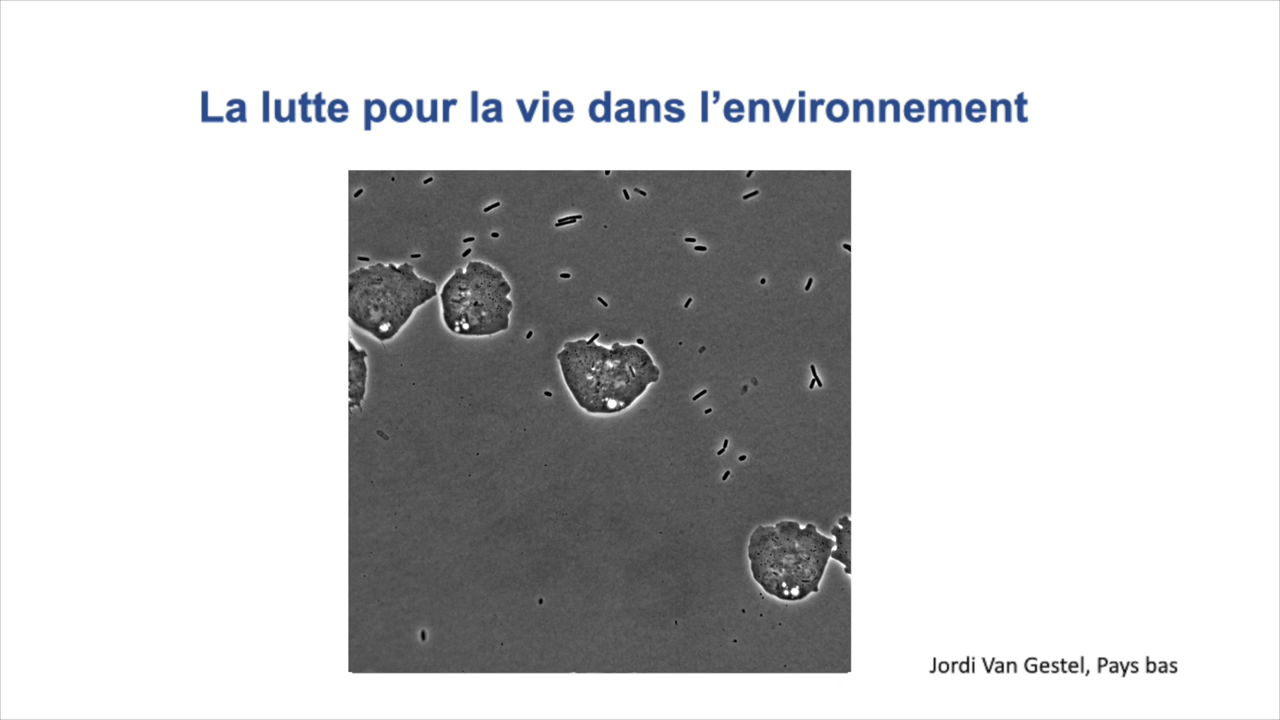 La lutte pour la vie dans l’environnement
Jordi Van Gestel, Pays bas